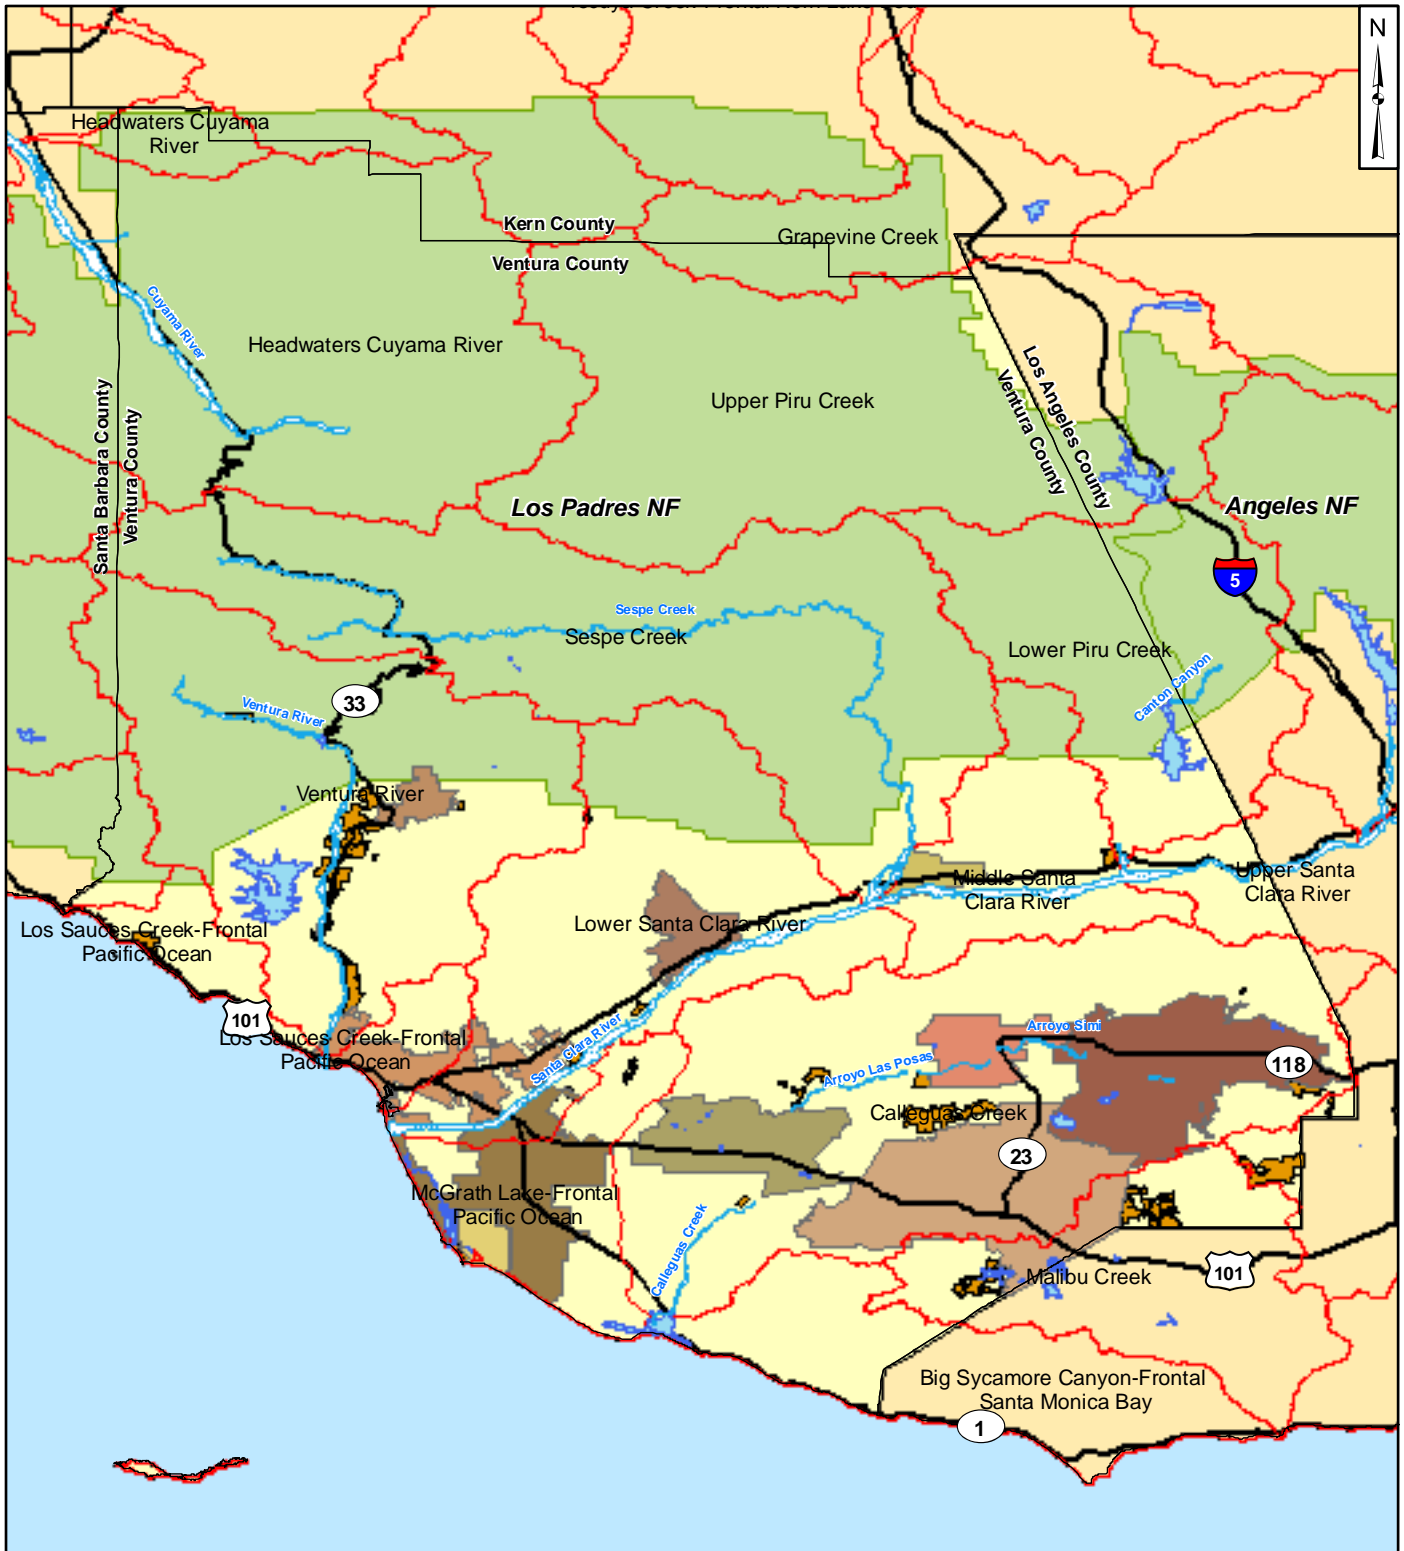 N
Headwaters Cuyama
River
Kern County
Grapevine Creek
Ventura County
Cuyama River
Headwaters Cuyama River
Los Angeles County
Ventura County
Upper Piru Creek
Santa Barbara County
Ventura County
Los Padres NF
Angeles NF
5
Sespe Creek
Sespe Creek
Lower Piru Creek
Canton Canyon
33
Ventura River
Ventura River
Middle Santa
Clara River
Upper Santa
Clara River
Lower Santa Clara River
Los Sauces Creek-Frontal
Pacific Ocean
101
Los Sauces Creek-Frontal
Pacific Ocean
Santa Clara River
Arroyo Simi
Arroyo Las Posas
118
Calleguas Creek
23
McGrath Lake-Frontal
Pacific Ocean
Calleguas Creek
Malibu Creek
101
Big Sycamore Canyon-Frontal
Santa Monica Bay
1